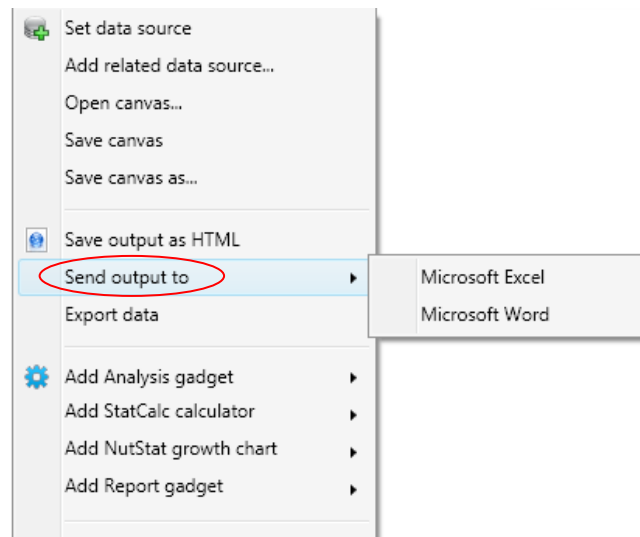 Set data source
Add related data source...
Open canvas...
Save canvas
Save canvas as...
Save output as HTML
Send output to
Microsoft Excel
Microsoft Word
Export data
Add Analysis gadget
Add StatCalc calculator
Add NutStat growth chart
Add Report gadget